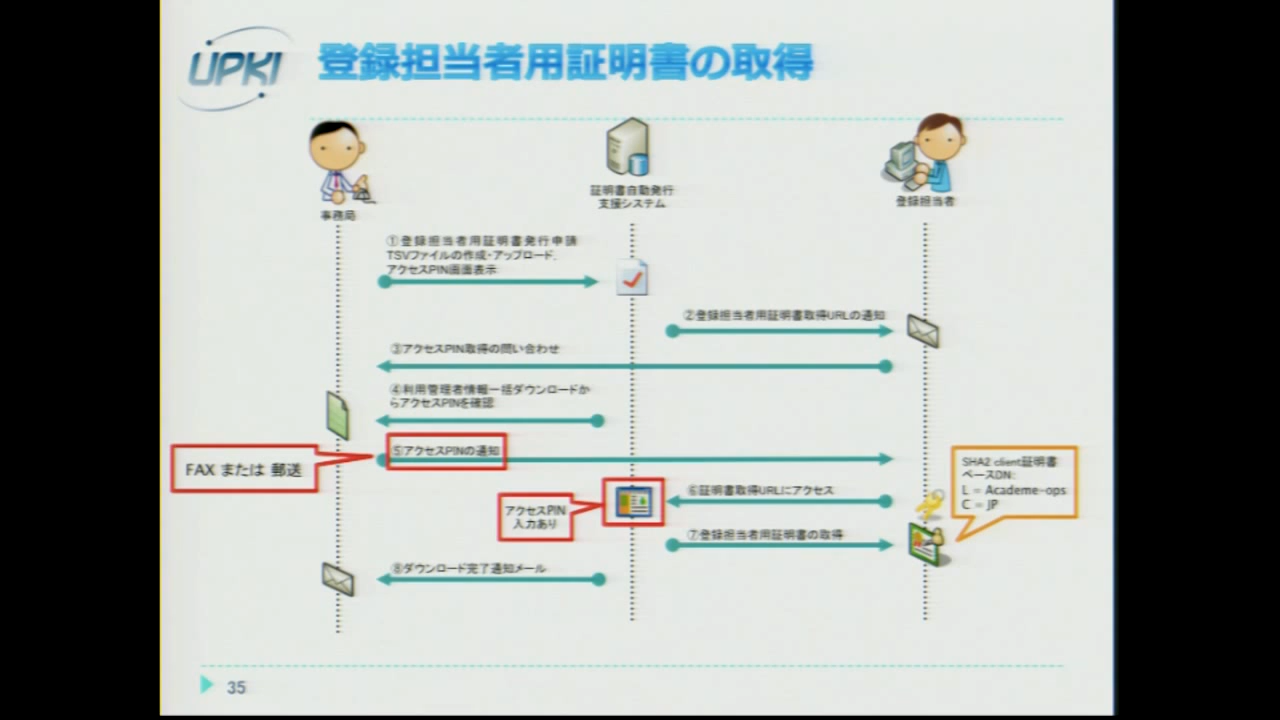 UPKI
登録担当者用証明書の取得
事務局
証明書自動発行
支援システム
登録担当者
①登録担当者用証明書発行申請
TSVファイルの作成・アップロード、
アクセスPIN画面表示
②登録担当者用証明書取得URLの通知
③アクセスPIN取得の問い合わせ
④利用管理者情報一括ダウンロードか
らアクセスPINを確認
⑤アクセスPINの通知
FAX または 郵送
SHA2 client証明書
ベースDN:
L = Academe-ops
C = JP
⑥証明書取得URLにアクセス
アクセスPIN
入力あり
⑦登録担当者用証明書の取得
⑧ダウンロード完了通知メール
35